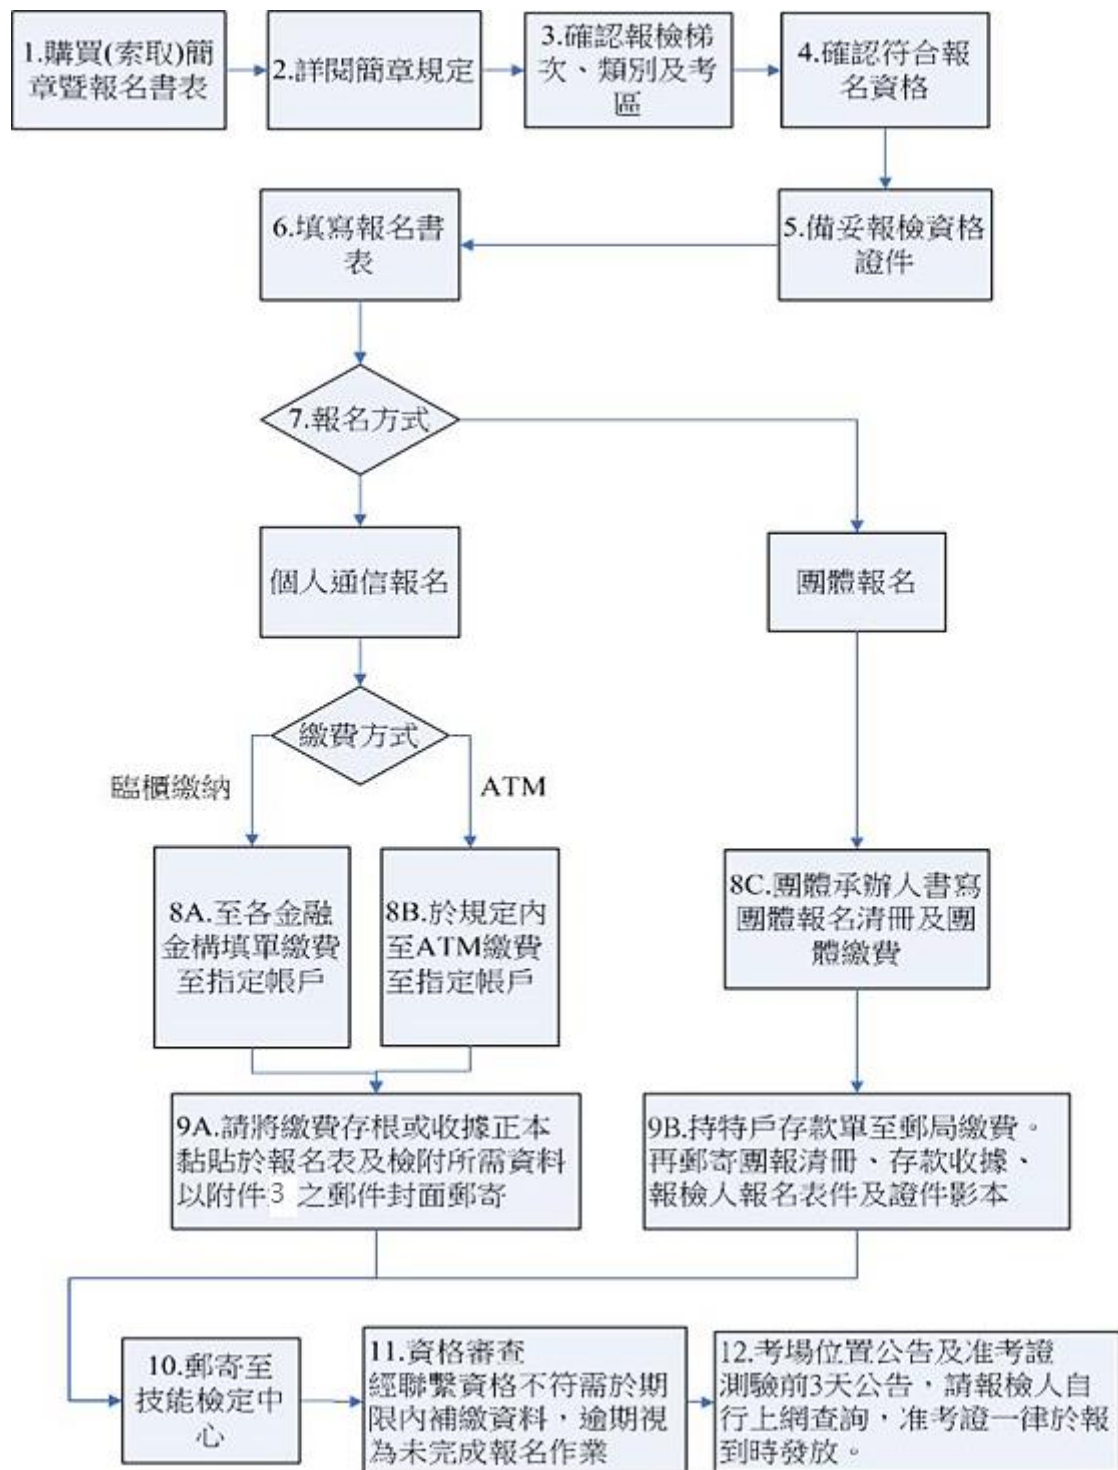 1.購買(索取)簡
章暨報名書表
2.詳閱簡章規定
3.確認報檢梯
次、類別及考
區
4.確認符合報
名資格
5.備妥報檢資格
證件
6.填寫報名書
表
7.報名方式
個人通信報名
團體報名
繳費方式
臨櫃繳納
ATM
8A.至各金融
金構填單繳費
至指定帳戶
8B.於規定內
至ATM繳費
至指定帳戶
8C.團體承辦人書寫
團體報名清冊及團
體繳費
9A.請將繳費存根或收據正本
黏貼於報名表及檢附所需資料
以附件3 之郵件封面郵寄
9B.持特戶存款單至郵局繳費。
再郵寄團報清冊、存款收據、
報檢人報名表件及證件影本
10.郵寄至
技能檢定中
心
11.資格審查
經聯繫資格不符需於期
限內補繳資料，逾期視
為未完成報名作業
12.考場位置公告及准考證
測驗前3天公告，請報檢人自
行上網查詢，准考證一律於報
到時發放。